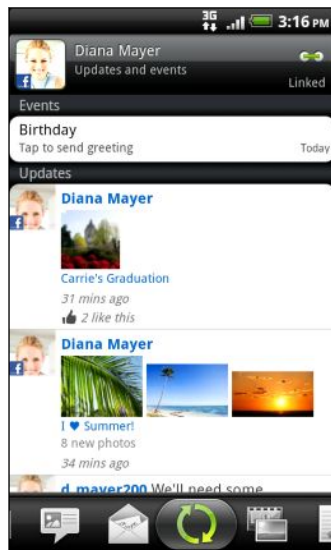 3G 3:16 PM
Diana Mayer
Updates and events
Linked
Events
Birthday
Tap to send greeting Today
Updates
Diana Mayer
Carrie's Graduation
31 mins ago
2 like this
Diana Mayer
I ♥ Summer!
8 new photos
34 mins ago
d_mayer200 We'll need some